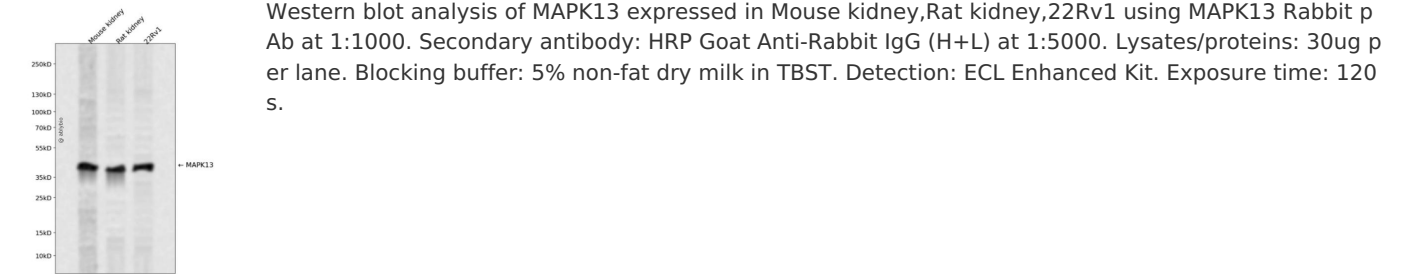 Western blot analysis of MAPK13 expressed in Mouse kidney,Rat kidney,22Rv1 using MAPK13 Rabbit p
Ab at 1:1000. Secondary antibody: HRP Goat Anti-Rabbit IgG (H+L) at 1:5000. Lysates/proteins: 30ug p
er lane. Blocking buffer: 5% non-fat dry milk in TBST. Detection: ECL Enhanced Kit. Exposure time: 120
s.
Mouse kidney
Rat kidney
22Rv1
250kD
130kD
100kD
70kD
55kD
35kD
25kD
15kD
10kD
← MAPK13